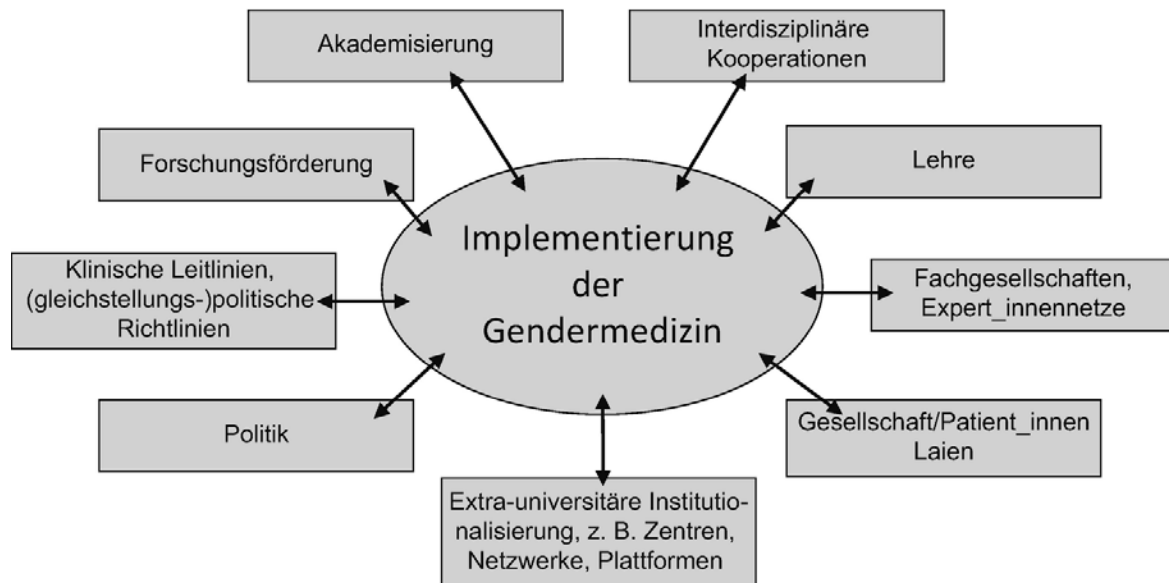 Akademisierung
Interdisziplinäre
Kooperationen
Forschungsförderung
Lehre
Implementierung
der
Gendermedizin
Klinische Leitlinien,
(gleichstellungs-)politische
Richtlinien
Fachgesellschaften,
Expert_innennetze
Politik
Gesellschaft/Patient_innen
Laien
Extra-universitäre Institutio-
nalisierung, z. B. Zentren,
Netzwerke, Plattformen